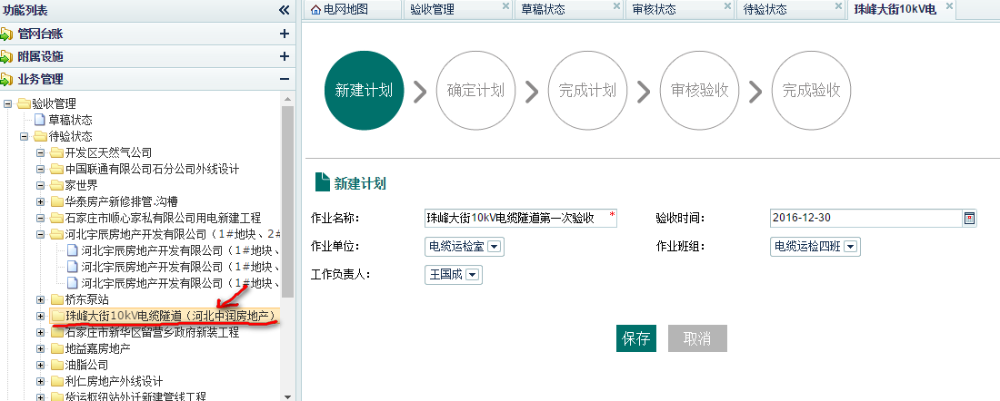 功能列表
管网台账
附属设施
业务管理
验收管理
草稿状态
待验状态
开发区天然气公司
中国联通有限公司石分公司外线设计
家世界
华泰房产新修排管.沟槽
石家庄市顺心家私有限公司用电新建工程
河北宇辰房地产开发有限公司（1#地块、2#
河北宇辰房地产开发有限公司（1#地块、
河北宇辰房地产开发有限公司（1#地块、
河北宇辰房地产开发有限公司（1#地块、
桥东泵站
珠峰大街10kV电缆隧道（河北中润房地产）
石家庄市新华区留营乡政府新装工程
地益嘉房地产
油脂公司
利仁房地产外线设计
货运枢纽站外迁新建管线工程
电网地图 验收管理 草稿状态 审核状态 待验状态 珠峰大街10kV电
新建计划 确定计划 完成计划 审核验收 完成验收
新建计划
作业名称： 珠峰大街10kV电缆隧道第一次验收 * 验收时间： 2016-12-30
作业单位： 电缆运检室 作业班组： 电缆运检四班
工作负责人： 王国成
保存 取消